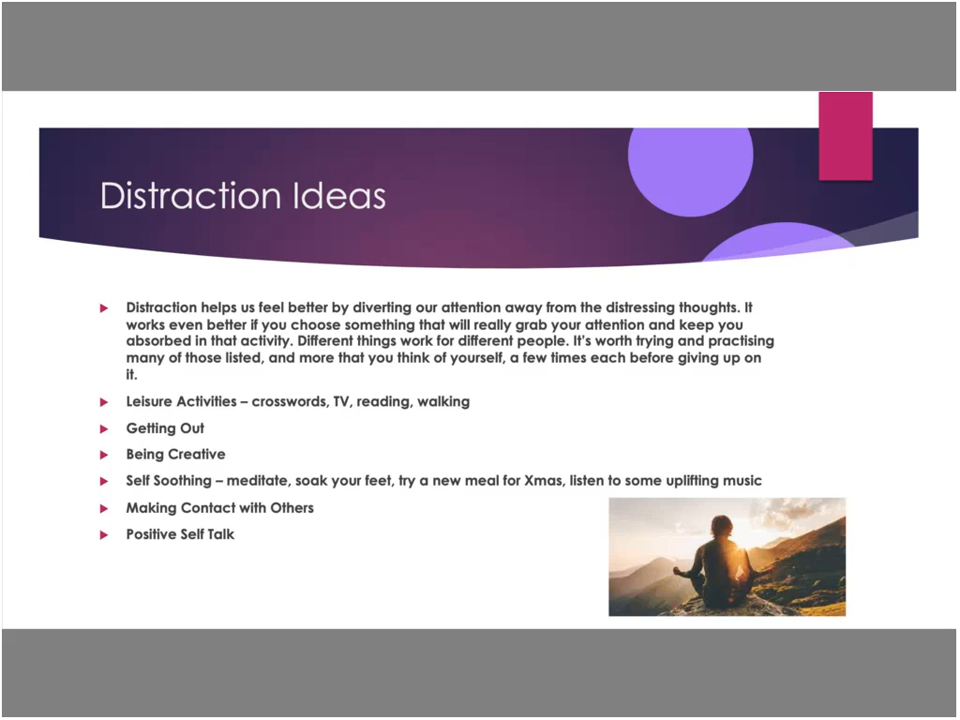 Distraction Ideas
Distraction helps us feel better by diverting our attention away from the distressing thoughts. It
works even better if you choose something that will really grab your attention and keep you
absorbed in that activity. Different things work for different people. It's worth trying and practising
many of those listed, and more that you think of yourself, a few times each before giving up on
it.
Leisure Activities – crosswords, TV, reading, walking
Getting Out
Being Creative
Self Soothing – meditate, soak your feet, try a new meal for Xmas, listen to some uplifting music
Making Contact with Others
Positive Self Talk